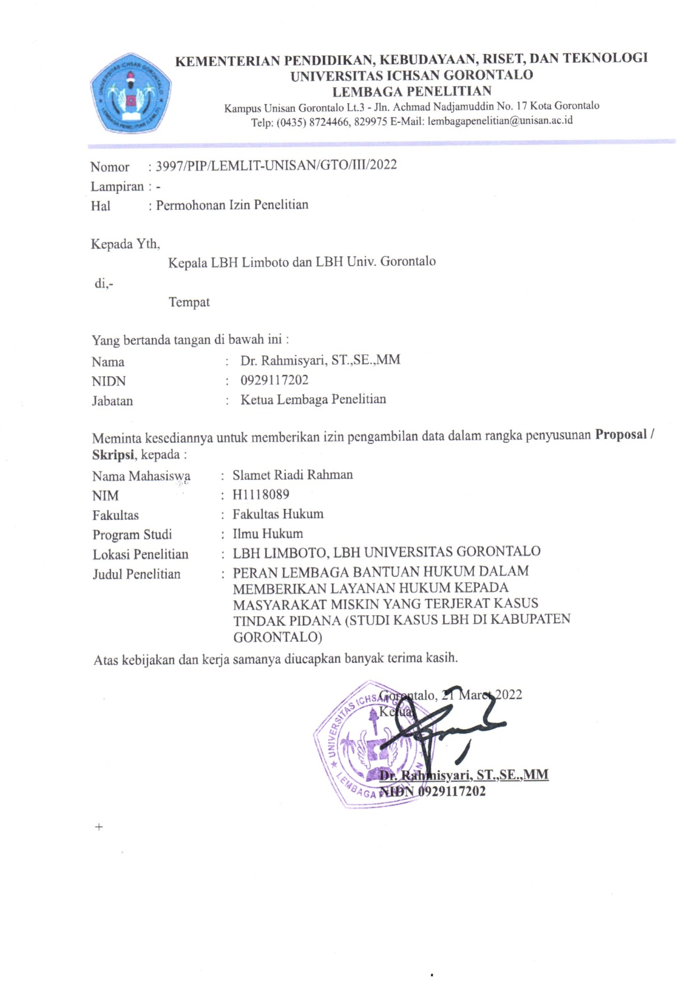 KEMENTERIAN PENDIDIKAN, KEBUDAYAAN, RISET, DAN TEKNOLOGI
UNIVERSITAS ICHSAN GORONTALO
LEMBAGA PENELITIAN
Kampus Unisan Gorontalo Lt.3 - Jln. Achmad Nadjamuddin No. 17 Kota Gorontalo
Telp: (0435) 8724466, 829975 E-Mail: lembagapenelitian@unisan.ac.id
UNIVERSITAS ICHSAN GORONTALO
LEMBAGA PENELITIAN (LEMLIT)
Nomor : 3997/PIP/LEMLIT-UNISAN/GTO/III/2022
Lampiran : -
Hal : Permohonan Izin Penelitian
Kepada Yth,
Kepala LBH Limboto dan LBH Univ. Gorontalo
di,-
Tempat
Yang bertanda tangan di bawah ini :
Nama : Dr. Rahmisyari, ST.,SE.,MM
NIDN : 0929117202
Jabatan : Ketua Lembaga Penelitian
Meminta kesediannya untuk memberikan izin pengambilan data dalam rangka penyusunan Proposal /
Skripsi, kepada :
Nama Mahasiswa : Slamet Riadi Rahman
NIM : H1118089
Fakultas : Fakultas Hukum
Program Studi : Ilmu Hukum
Lokasi Penelitian : LBH LIMBOTO, LBH UNIVERSITAS GORONTALO
Judul Penelitian : PERAN LEMBAGA BANTUAN HUKUM DALAM
MEMBERIKAN LAYANAN HUKUM KEPADA
MASYARAKAT MISKIN YANG TERJERAT KASUS
TINDAK PIDANA (STUDI KASUS LBH DI KABUPATEN
GORONTALO)
Atas kebijakan dan kerja samanya diucapkan banyak terima kasih.
Gorontalo, 21 Maret 2022
Ketua
UNIVERSITAS ICHSAN
LEMBAGA PENELITIAN
Dr. Rahmisyari, ST.,SE.,MM
NIDN 0929117202
+